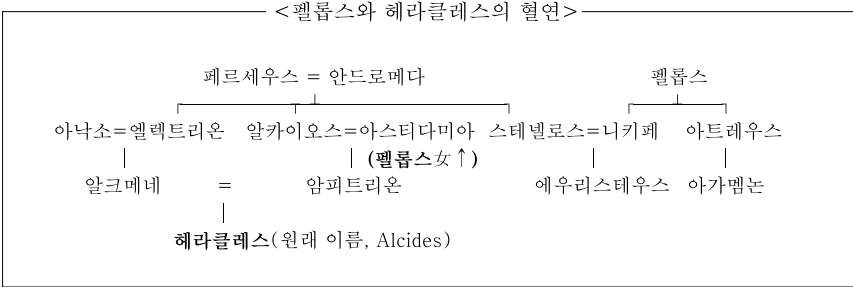 <펠롭스와 헤라클레스의 혈연>
페르세우스 = 안드로메다 펠롭스
아낙소=엘렉트리온 알카이오스=아스티다미아 스테넬로스=니키페 아트레우스
(펠롭스女↑)
알크메네 = 암피트리온 에우리스테우스 아가멤논
헤라클레스(원래 이름, Alcides)